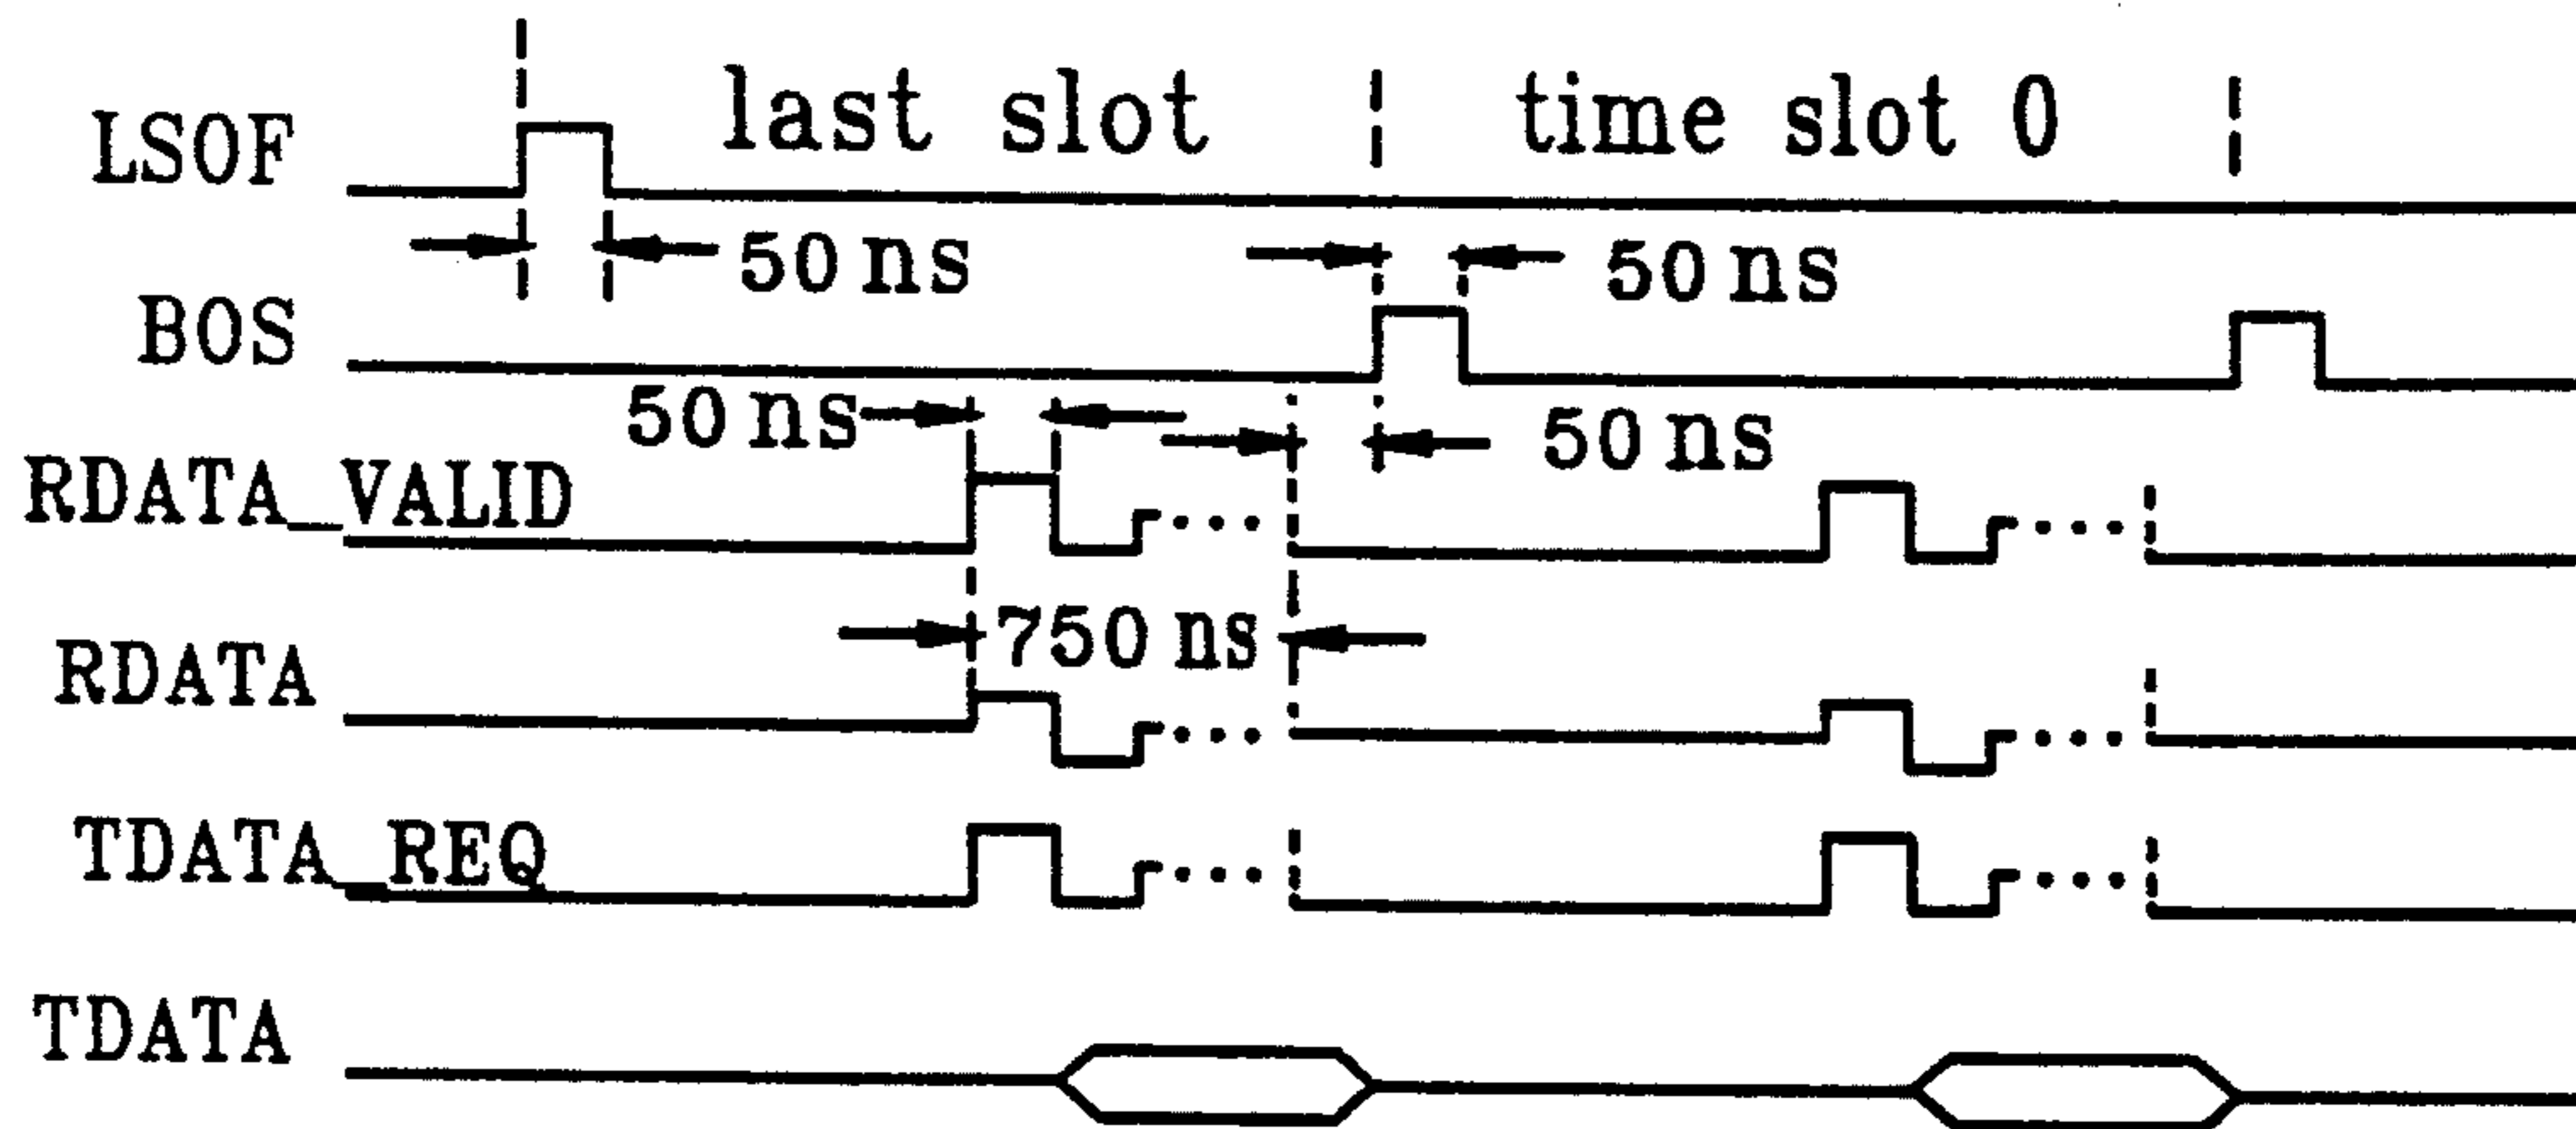 LSOF last slot time slot 0
50 ns 50 ns
BOS
50 ns 50 ns
RDATA_VALID
750 ns
RDATA
TDATA_REQ
TDATA